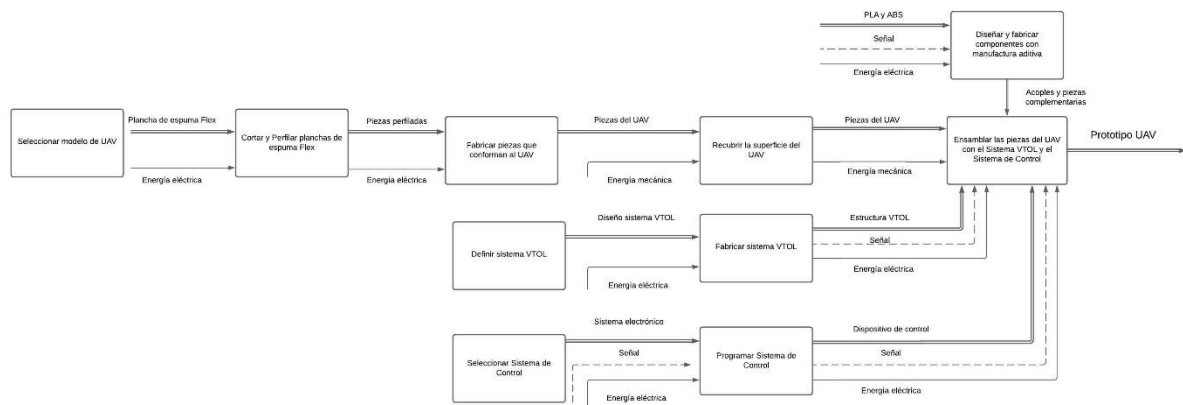 PLA y ABS
Señal
Energía eléctrica
Diseñar y fabricar
componentes con
manufactura aditiva
Acoples y piezas
complementarias
Seleccionar modelo de UAV
Plancha de espuma Flex
Energía eléctrica
Cortar y Perfilar planchas de
espuma Flex
Piezas perfiladas
Energía eléctrica
Fabricar piezas que
conforman al UAV
Piezas del UAV
Energía mecánica
Recubrir la superficie del
UAV
Piezas del UAV
Energía mecánica
Ensamblar las piezas del UAV
con el Sistema VTOL y el
Sistema de Control
Prototipo UAV
Definir sistema VTOL
Diseño sistema VTOL
Energía eléctrica
Fabricar sistema VTOL
Estructura VTOL
Señal
Energía eléctrica
Seleccionar Sistema de
Control
Sistema electrónico
Señal
Energía eléctrica
Programar Sistema de
Control
Dispositivo de control
Señal
Energía eléctrica